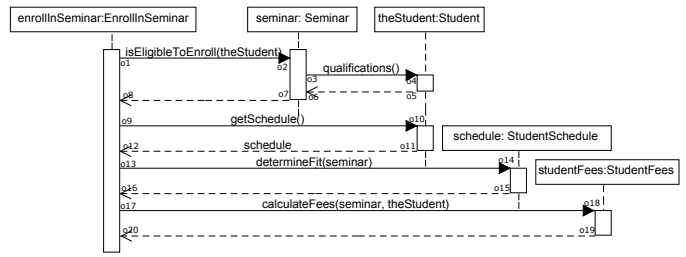 enrollInSeminar:EnrollInSeminar
seminar: Seminar
theStudent:Student
isEligibleToEnroll(theStudent)
o1
o2
qualifications()
o3
o4
o5
o6
o7
o8
getSchedule()
o9
o10
schedule
o11
o12
schedule: StudentSchedule
determineFit(seminar)
o13
o14
o15
o16
studentFees:StudentFees
calculateFees(seminar, theStudent)
o17
o18
o19
o20